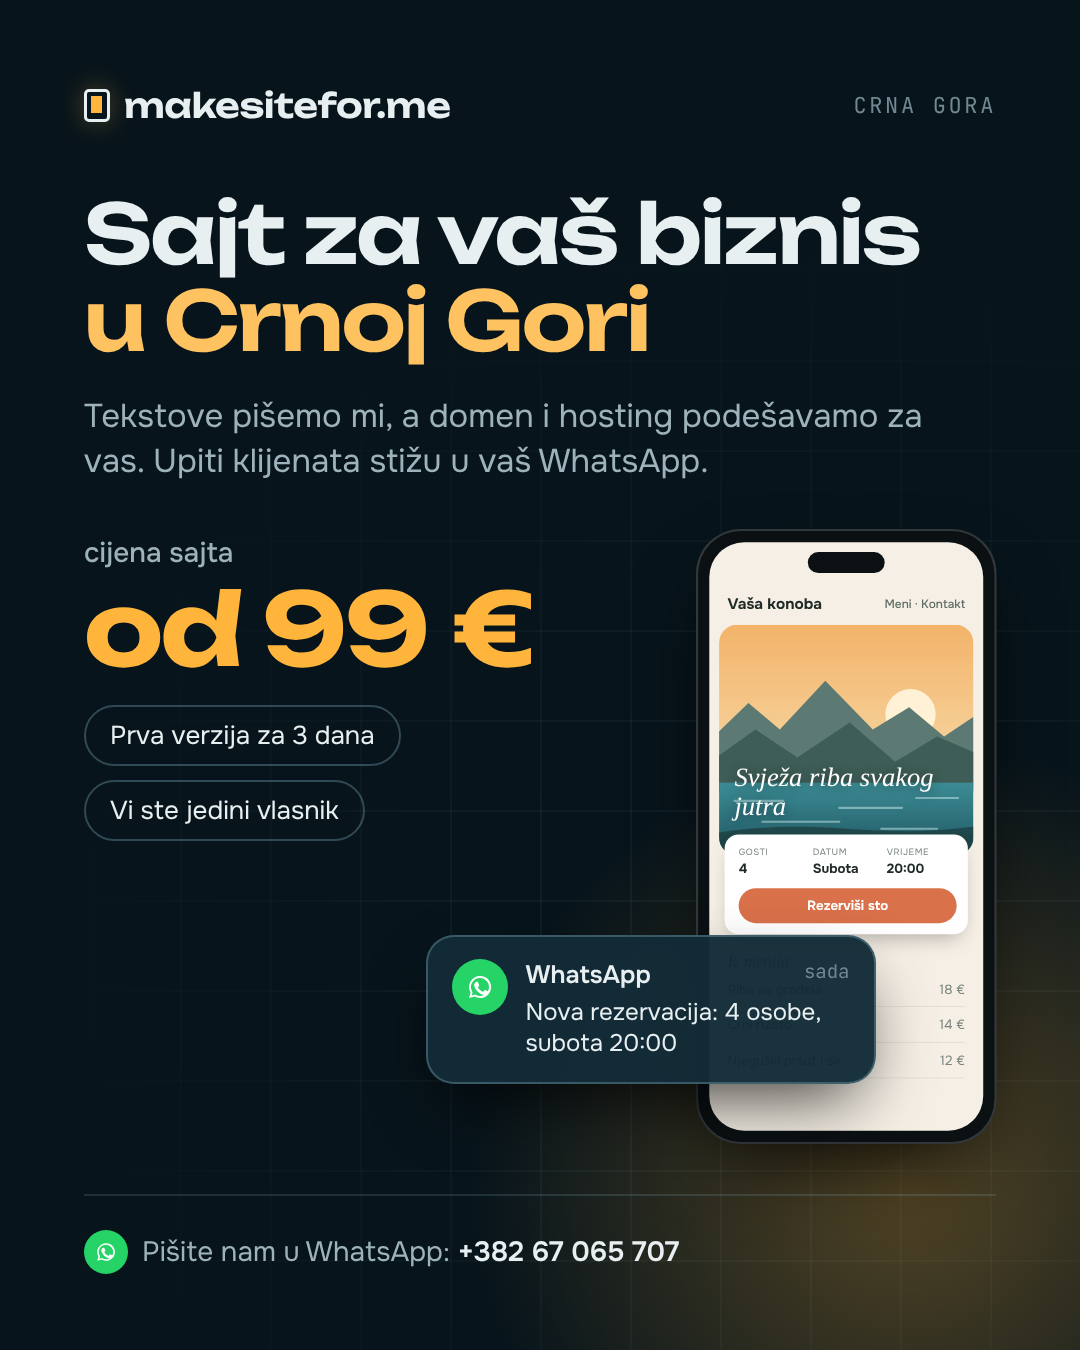 makesitefor.me
CRNA GORA
Sajt za vaš biznis
u Crnoj Gori
Tekstove pišemo mi, a domen i hosting podešavamo za
vas. Upiti klijenata stižu u vaš WhatsApp.
cijena sajta
od 99 €
Prva verzija za 3 dana
Vi ste jedini vlasnik
Vaša konoba
Meni · Kontakt
Svježa riba svakog
jutra
GOSTI DATUM VRIJEME
4 Subota 20:00
Rezerviši sto
WhatsApp
sada
Nova rezervacija: 4 osobe,
subota 20:00
18 €
14 €
Njeguški pršut i sir 12 €
Pišite nam u WhatsApp: +382 67 065 707